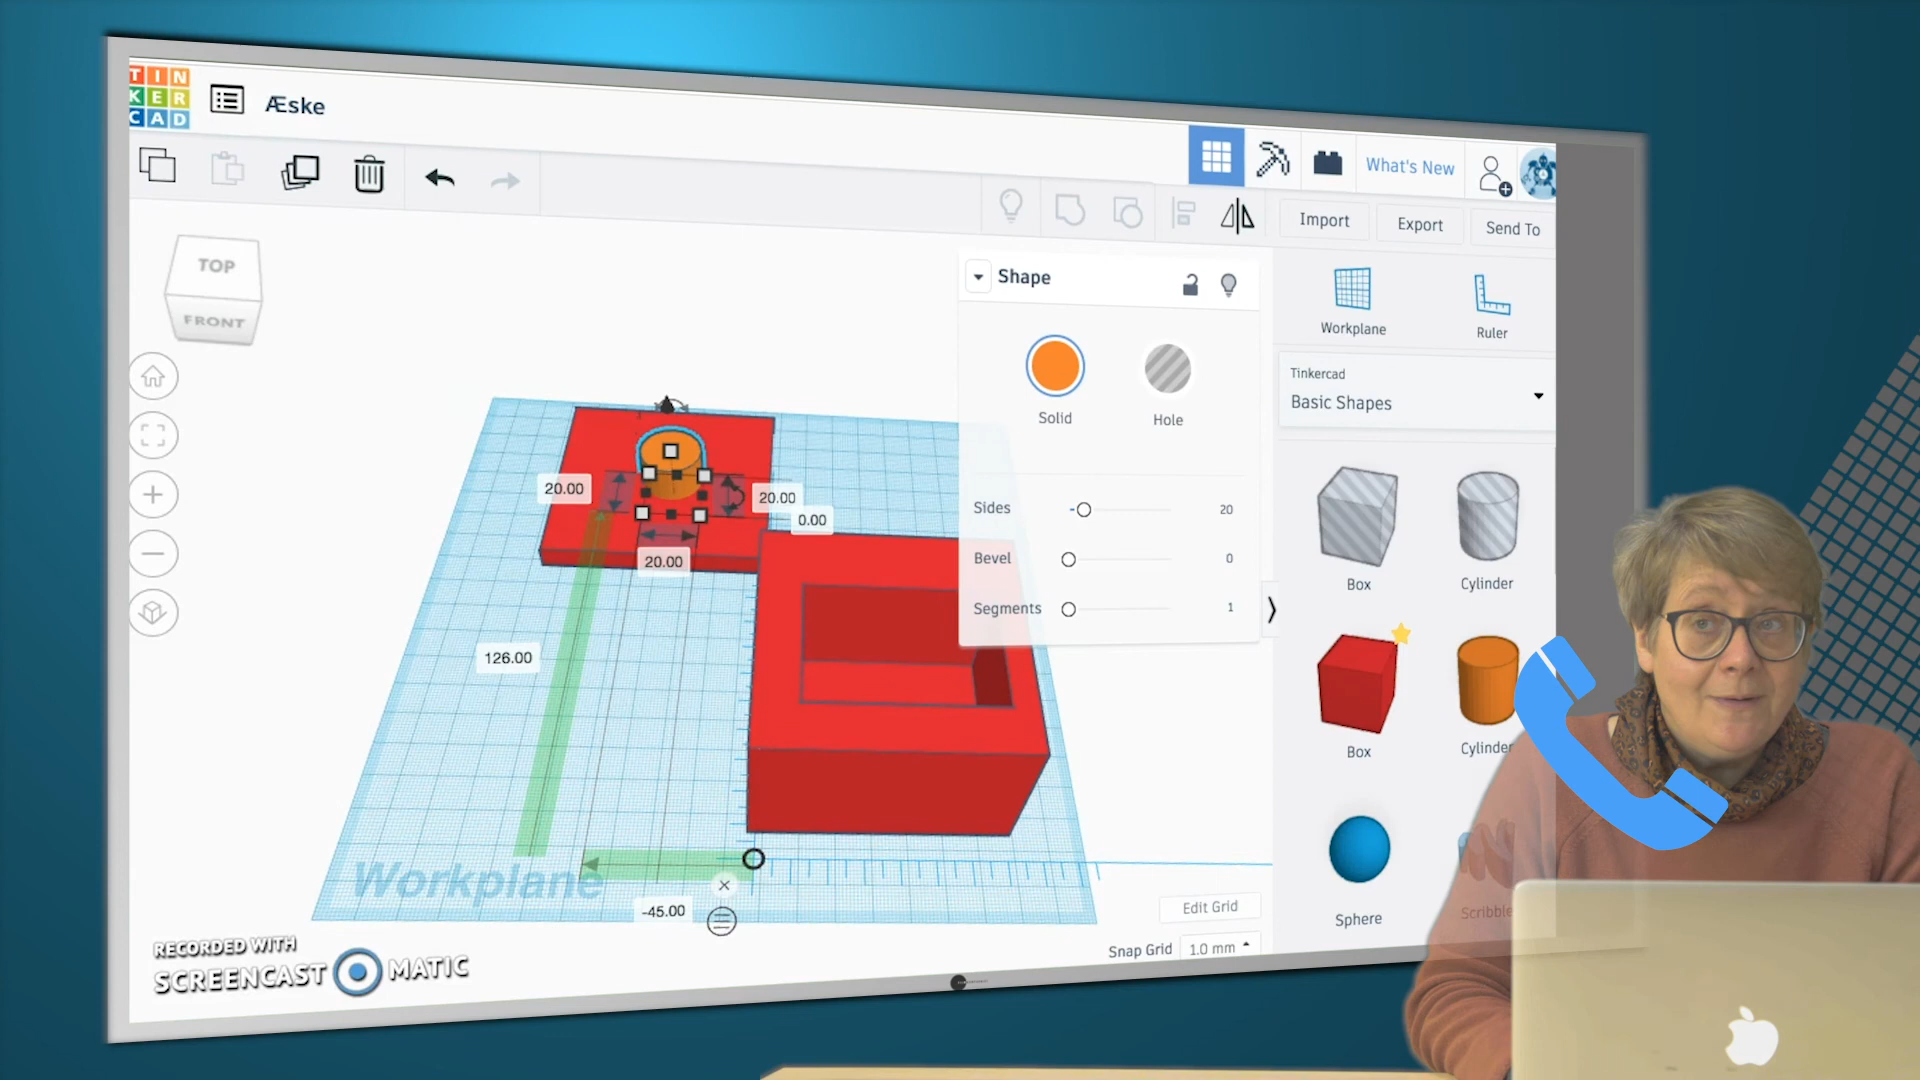 TIN
KER
CAD
Æske
What's New
Import
Export
Send To
TOP
FRONT
Shape
Workplane
Ruler
Solid
Hole
Tinkercad
Basic Shapes
20.00
20.00
0.00
20.00
Sides
20
Bevel
0
Segments
1
Box
Cylinder
126.00
Box
Cylinder
Workplane
-45.00
Sphere
Scribble
Edit Grid
Snap Grid
1.0 mm
RECORDED WITH
SCREENCAST MATIC